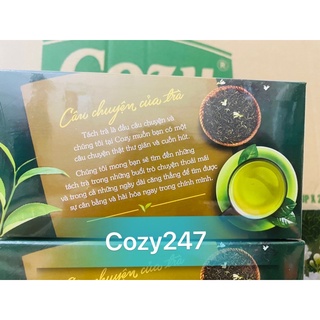 Cozy
Câu chuyện của trà
Tách trà là đầu câu chuyện và
chúng tôi tại Cozy muốn bạn có một
câu chuyện thật thư giãn và cuốn hút.
Chúng tôi mong bạn sẽ tìm đến những
tách trà trong những buổi trò chuyện thoải mái
và trong cả những ngày dài căng thẳng để tìm được
sự cân bằng và hài hòa ngay trong chính mình.
Cozy247
Câu chuyện của trà